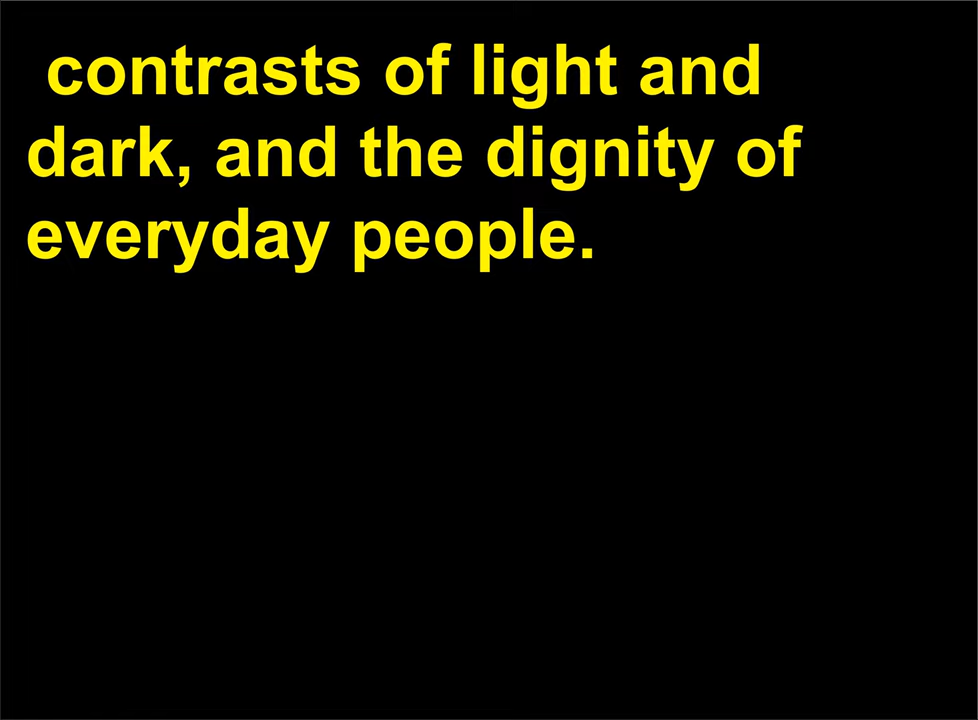 contrasts of light and
dark, and the dignity of
everyday people.